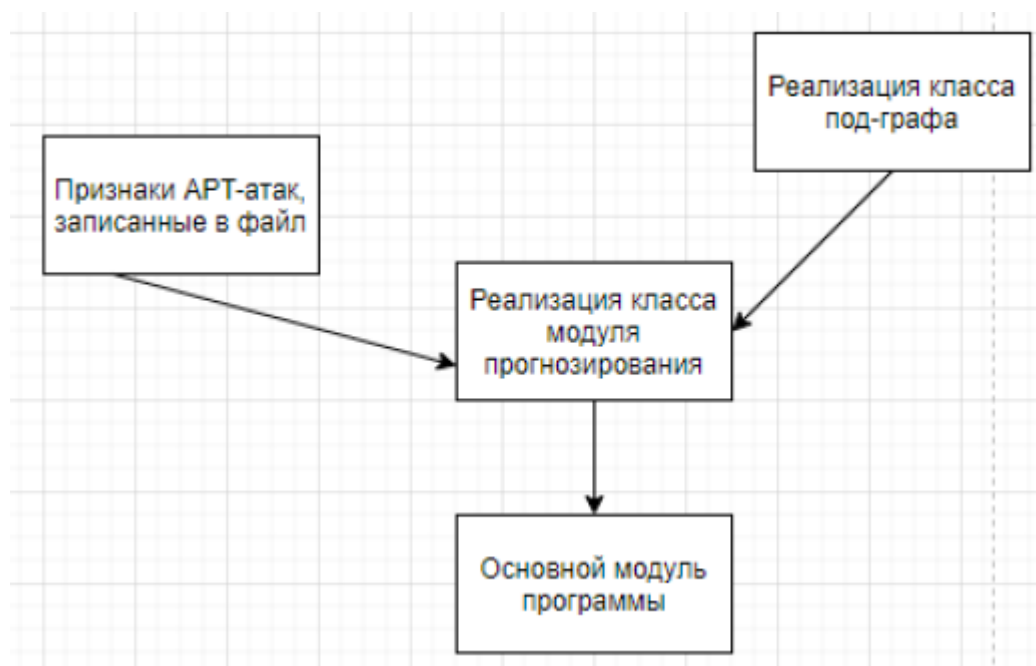 Реализация класса
под-графа
Признаки APT-атак,
записанные в файл
Реализация класса
модуля
прогнозирования
Основной модуль
программы